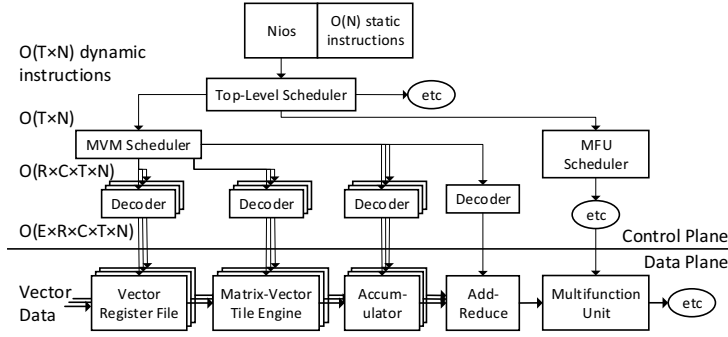 Nios
O(N) static
instructions
O(T×N) dynamic
instructions
Top-Level Scheduler
etc
O(T×N)
MVM Scheduler
MFU
Scheduler
O(R×C×T×N)
Decoder
Decoder
Decoder
Decoder
etc
O(E×R×C×T×N)
Control Plane
Data Plane
Vector
Data
Vector
Register File
Matrix-Vector
Tile Engine
Accum-
ulator
Add-
Reduce
Multifunction
Unit
etc